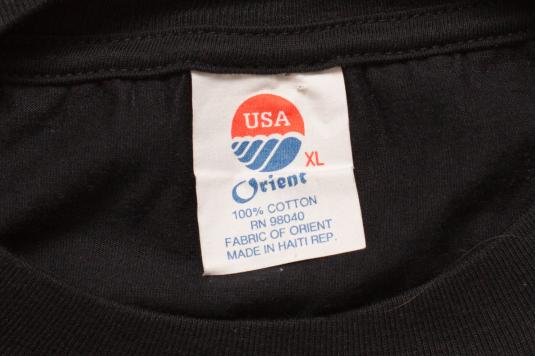 USA
XL
Orient
100% COTTON
RN 98040
FABRIC OF ORIENT
MADE IN HAITI REP.